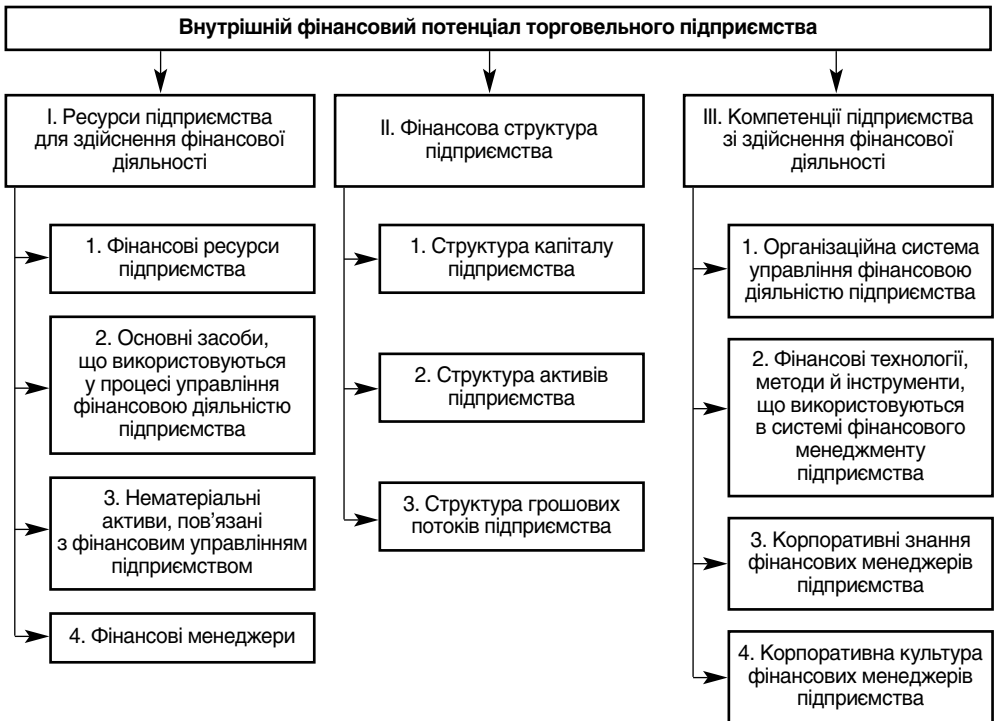 Внутрішній фінансовий потенціал торговельного підприємства
I. Ресурси підприємства
для здійснення фінансової
діяльності
1. Фінансові ресурси
підприємства
2. Основні засоби,
що використовуються
у процесі управління
фінансовою діяльністю
підприємства
3. Нематеріальні
активи, пов’язані
з фінансовим управлінням
підприємством
4. Фінансові менеджери
II. Фінансова структура
підприємства
1. Структура капіталу
підприємства
2. Структура активів
підприємства
3. Структура грошових
потоків підприємства
III. Компетенції підприємства
зі здійснення фінансової
діяльності
1. Організаційна система
управління фінансовою
діяльністю підприємства
2. Фінансові технології,
методи й інструменти,
що використовуються
в системі фінансового
менеджменту
підприємства
3. Корпоративні знання
фінансових менеджерів
підприємства
4. Корпоративна культура
фінансових менеджерів
підприємства